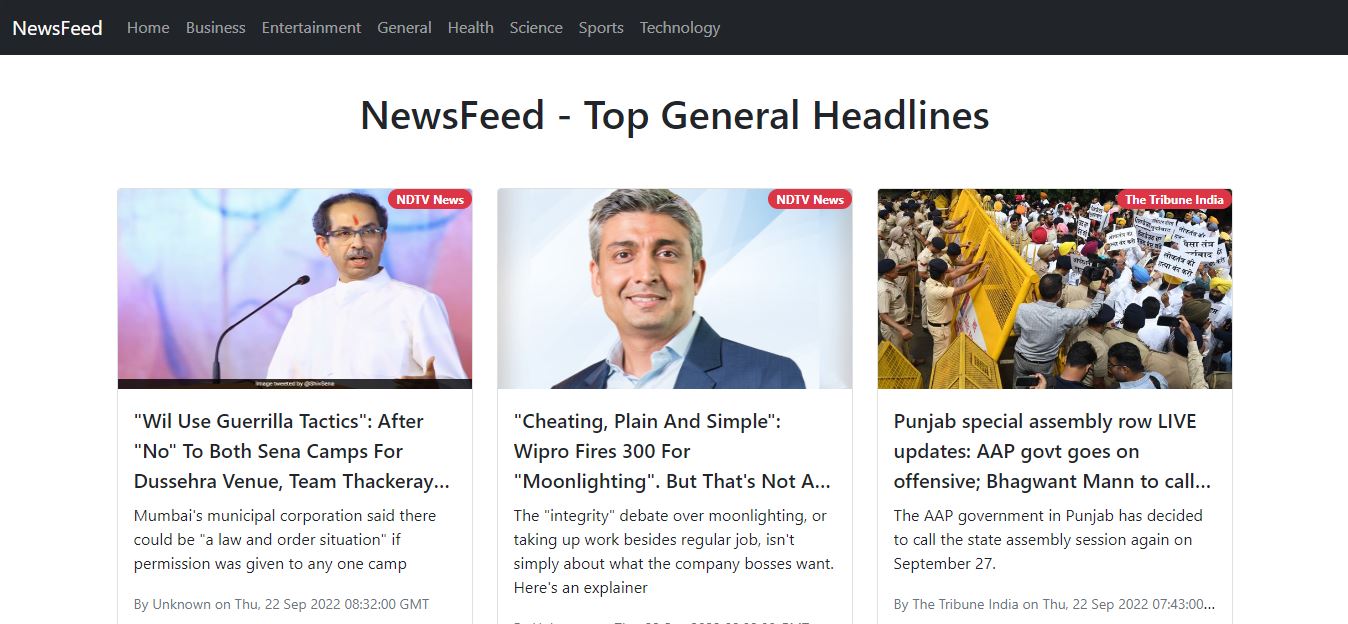 NewsFeed Home Business Entertainment General Health Science Sports Technology
NewsFeed - Top General Headlines
NDTV News
Image tweeted by @ShivSena
"Wil Use Guerrilla Tactics": After
"No" To Both Sena Camps For
Dussehra Venue, Team Thackeray...
Mumbai's municipal corporation said there
could be "a law and order situation" if
permission was given to any one camp
By Unknown on Thu, 22 Sep 2022 08:32:00 GMT
NDTV News
"Cheating, Plain And Simple":
Wipro Fires 300 For
"Moonlighting". But That's Not A...
The "integrity" debate over moonlighting, or
taking up work besides regular job, isn't
simply about what the company bosses want.
Here's an explainer
The Tribune India
लोकतंत्र की
Punjab special assembly row LIVE
updates: AAP govt goes on
offensive; Bhagwant Mann to call...
The AAP government in Punjab has decided
to call the state assembly session again on
September 27.
By The Tribune India on Thu, 22 Sep 2022 07:43:00...